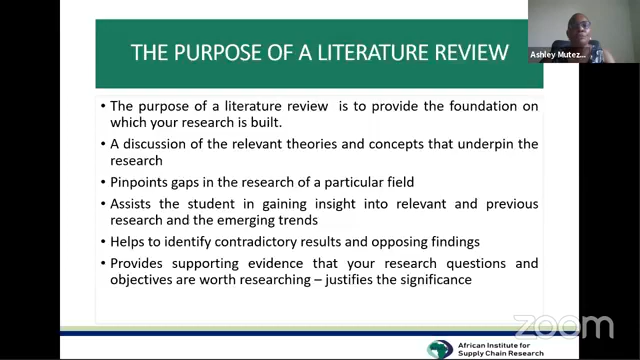 THE PURPOSE OF A LITERATURE REVIEW
Ashley Mutez...
• The purpose of a literature review is to provide the foundation on
which your research is built.
• A discussion of the relevant theories and concepts that underpin the
research
• Pinpoints gaps in the research of a particular field
• Assists the student in gaining insight into relevant and previous
research and the emerging trends
• Helps to identify contradictory results and opposing findings
• Provides supporting evidence that your research questions and
objectives are worth researching – justifies the significance
zoom
African Institute for
Supply Chain Research